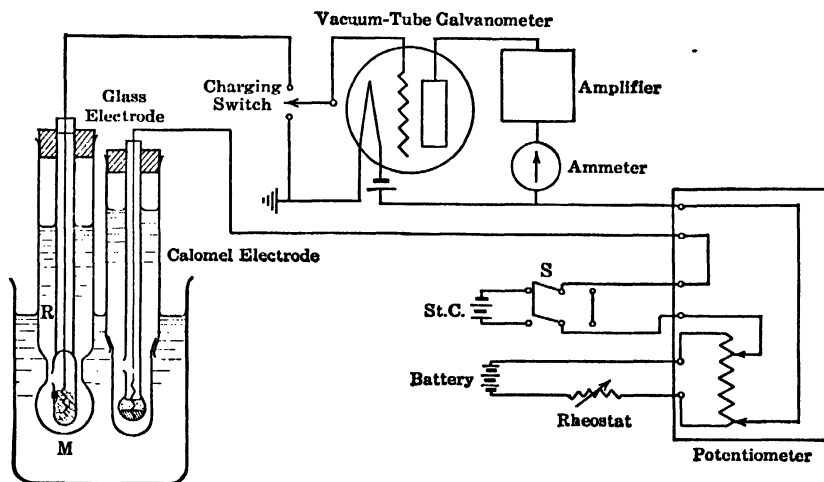 Vacuum-Tube Galvanometer
Charging
Switch
Glass
Electrode
Amplifier
Ammeter
Calomel Electrode
R
M
S
St.C.
Battery
Rheostat
Potentiometer